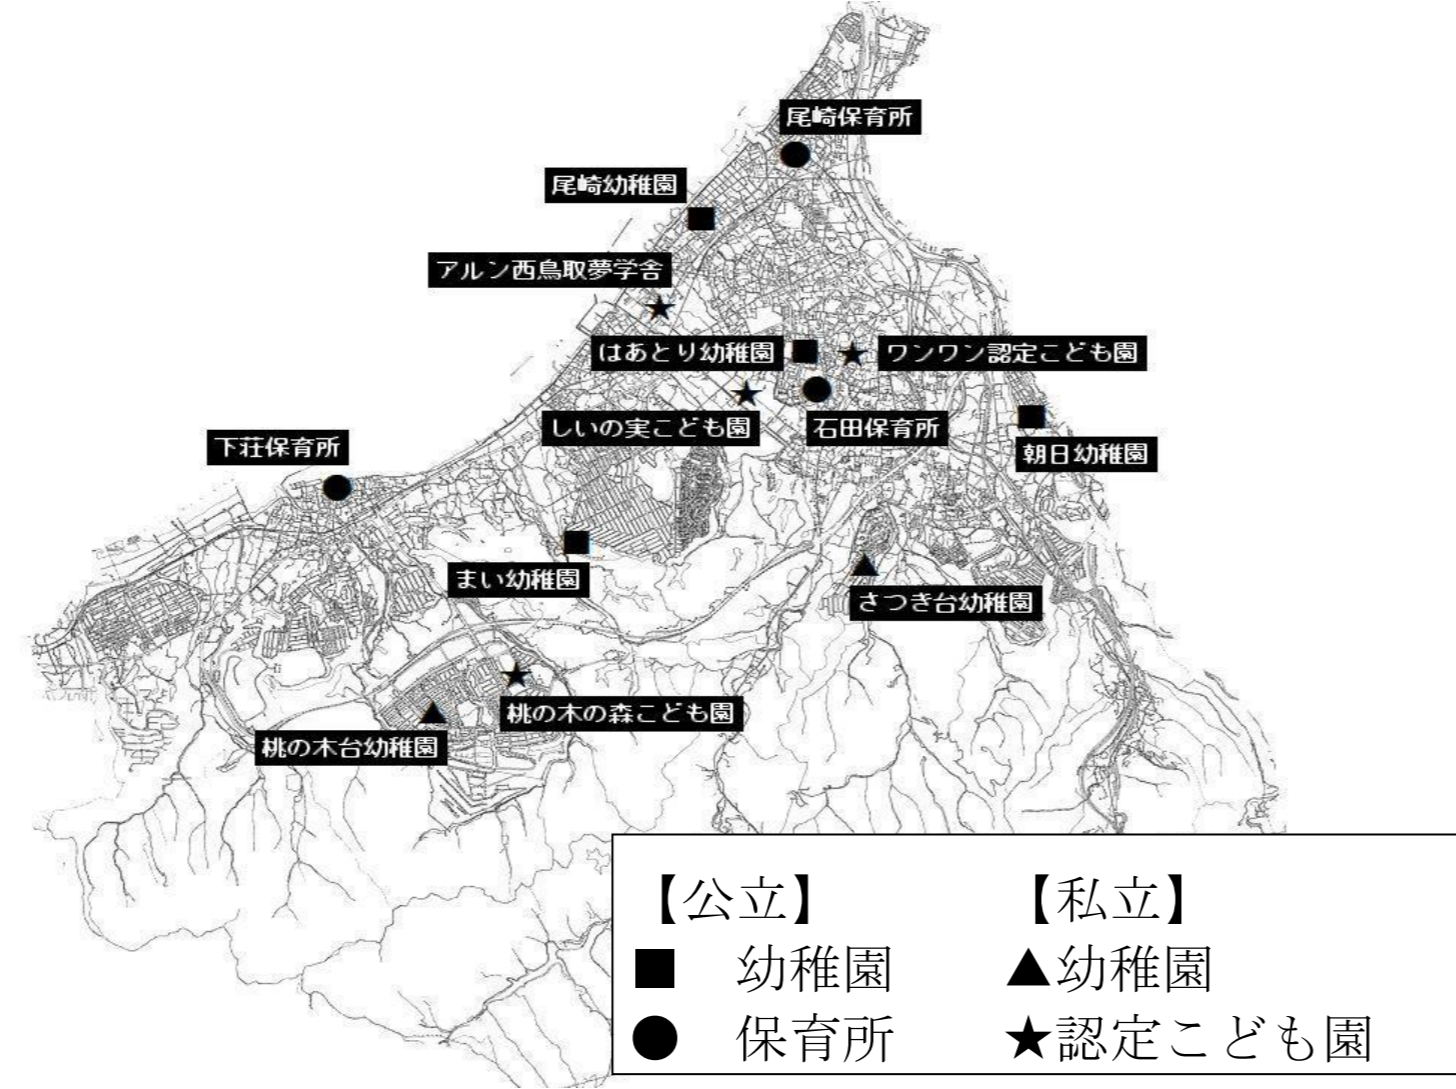 尾崎保育所
尾崎幼稚園
アルン西鳥取夢学舎
はあとり幼稚園
ワンワン認定こども園
しいの実こども園
石田保育所
朝日幼稚園
下荘保育所
まい幼稚園
さつき台幼稚園
桃の木の森こども園
桃の木台幼稚園
【公立】 【私立】
■ 幼稚園 ▲幼稚園
● 保育所 ★認定こども園